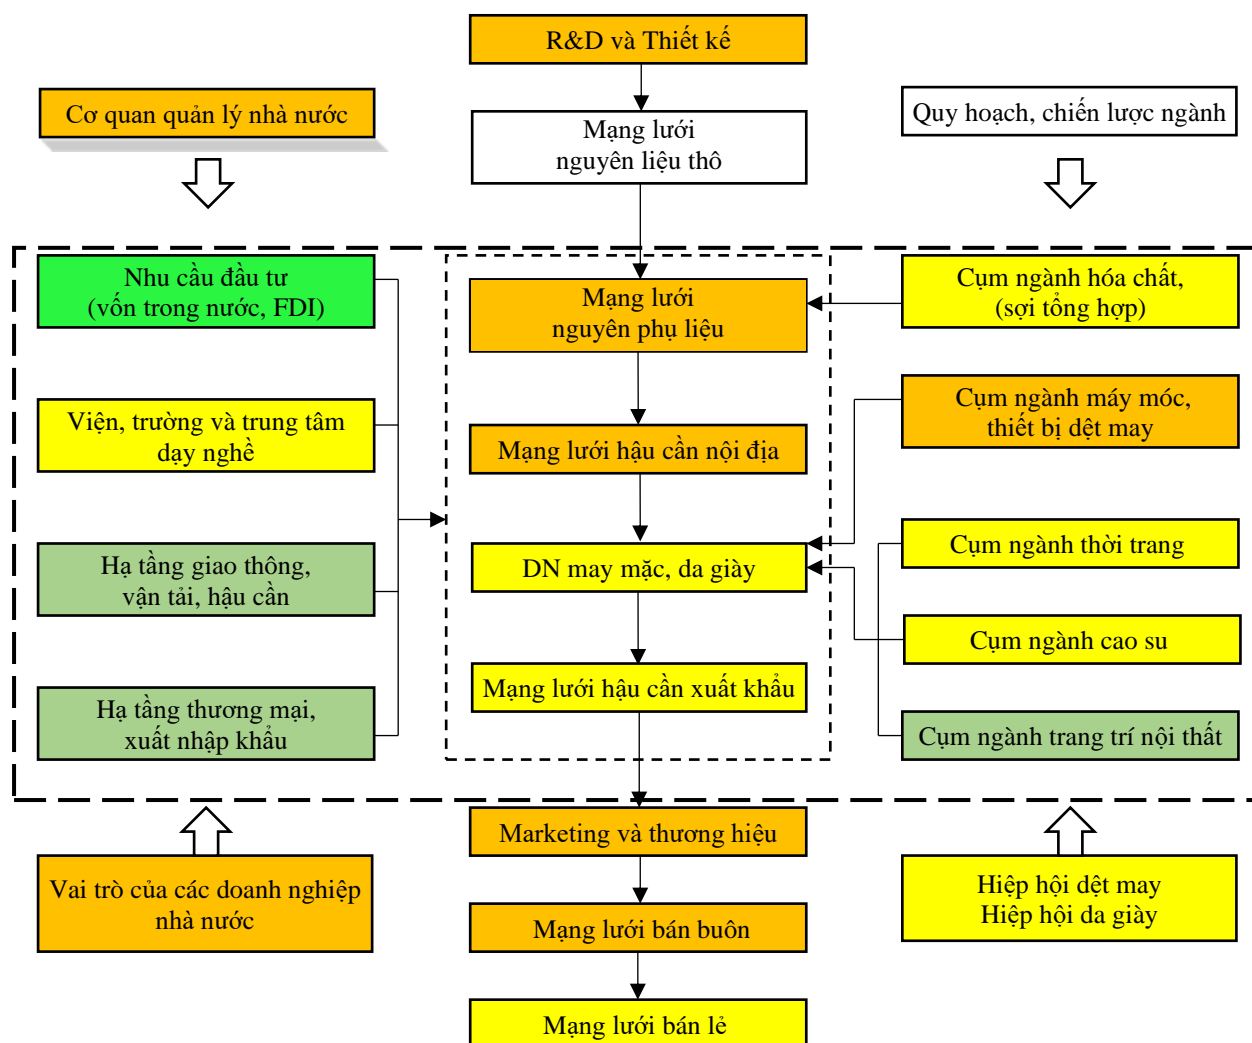 R&D và Thiết kế
Cơ quan quản lý nhà nước
Mạng lưới
nguyên liệu thô
Quy hoạch, chiến lược ngành
Nhu cầu đầu tư
(vốn trong nước, FDI)
Mạng lưới
nguyên phụ liệu
Cụm ngành hóa chất,
(sợi tổng hợp)
Viện, trường và trung tâm
dạy nghề
Mạng lưới hậu cần nội địa
Cụm ngành máy móc,
thiết bị dệt may
Hạ tầng giao thông,
vận tải, hậu cần
DN may mặc, da giày
Cụm ngành thời trang
Cụm ngành cao su
Hạ tầng thương mại,
xuất nhập khẩu
Mạng lưới hậu cần xuất khẩu
Cụm ngành trang trí nội thất
Marketing và thương hiệu
Vai trò của các doanh nghiệp
nhà nước
Mạng lưới bán buôn
Hiệp hội dệt may
Hiệp hội da giày
Mạng lưới bán lẻ